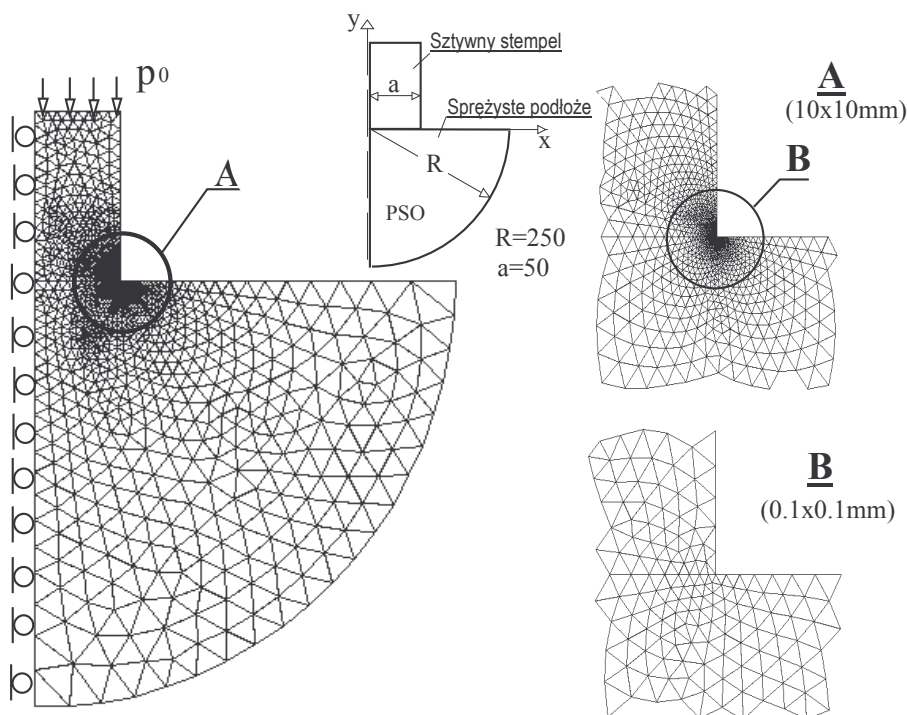 p0
A
y
Sztywny stempel
a
Sprężyste podłoże
x
R
PSO
R=250
a=50
A
(10x10mm)
B
B
(0.1x0.1mm)